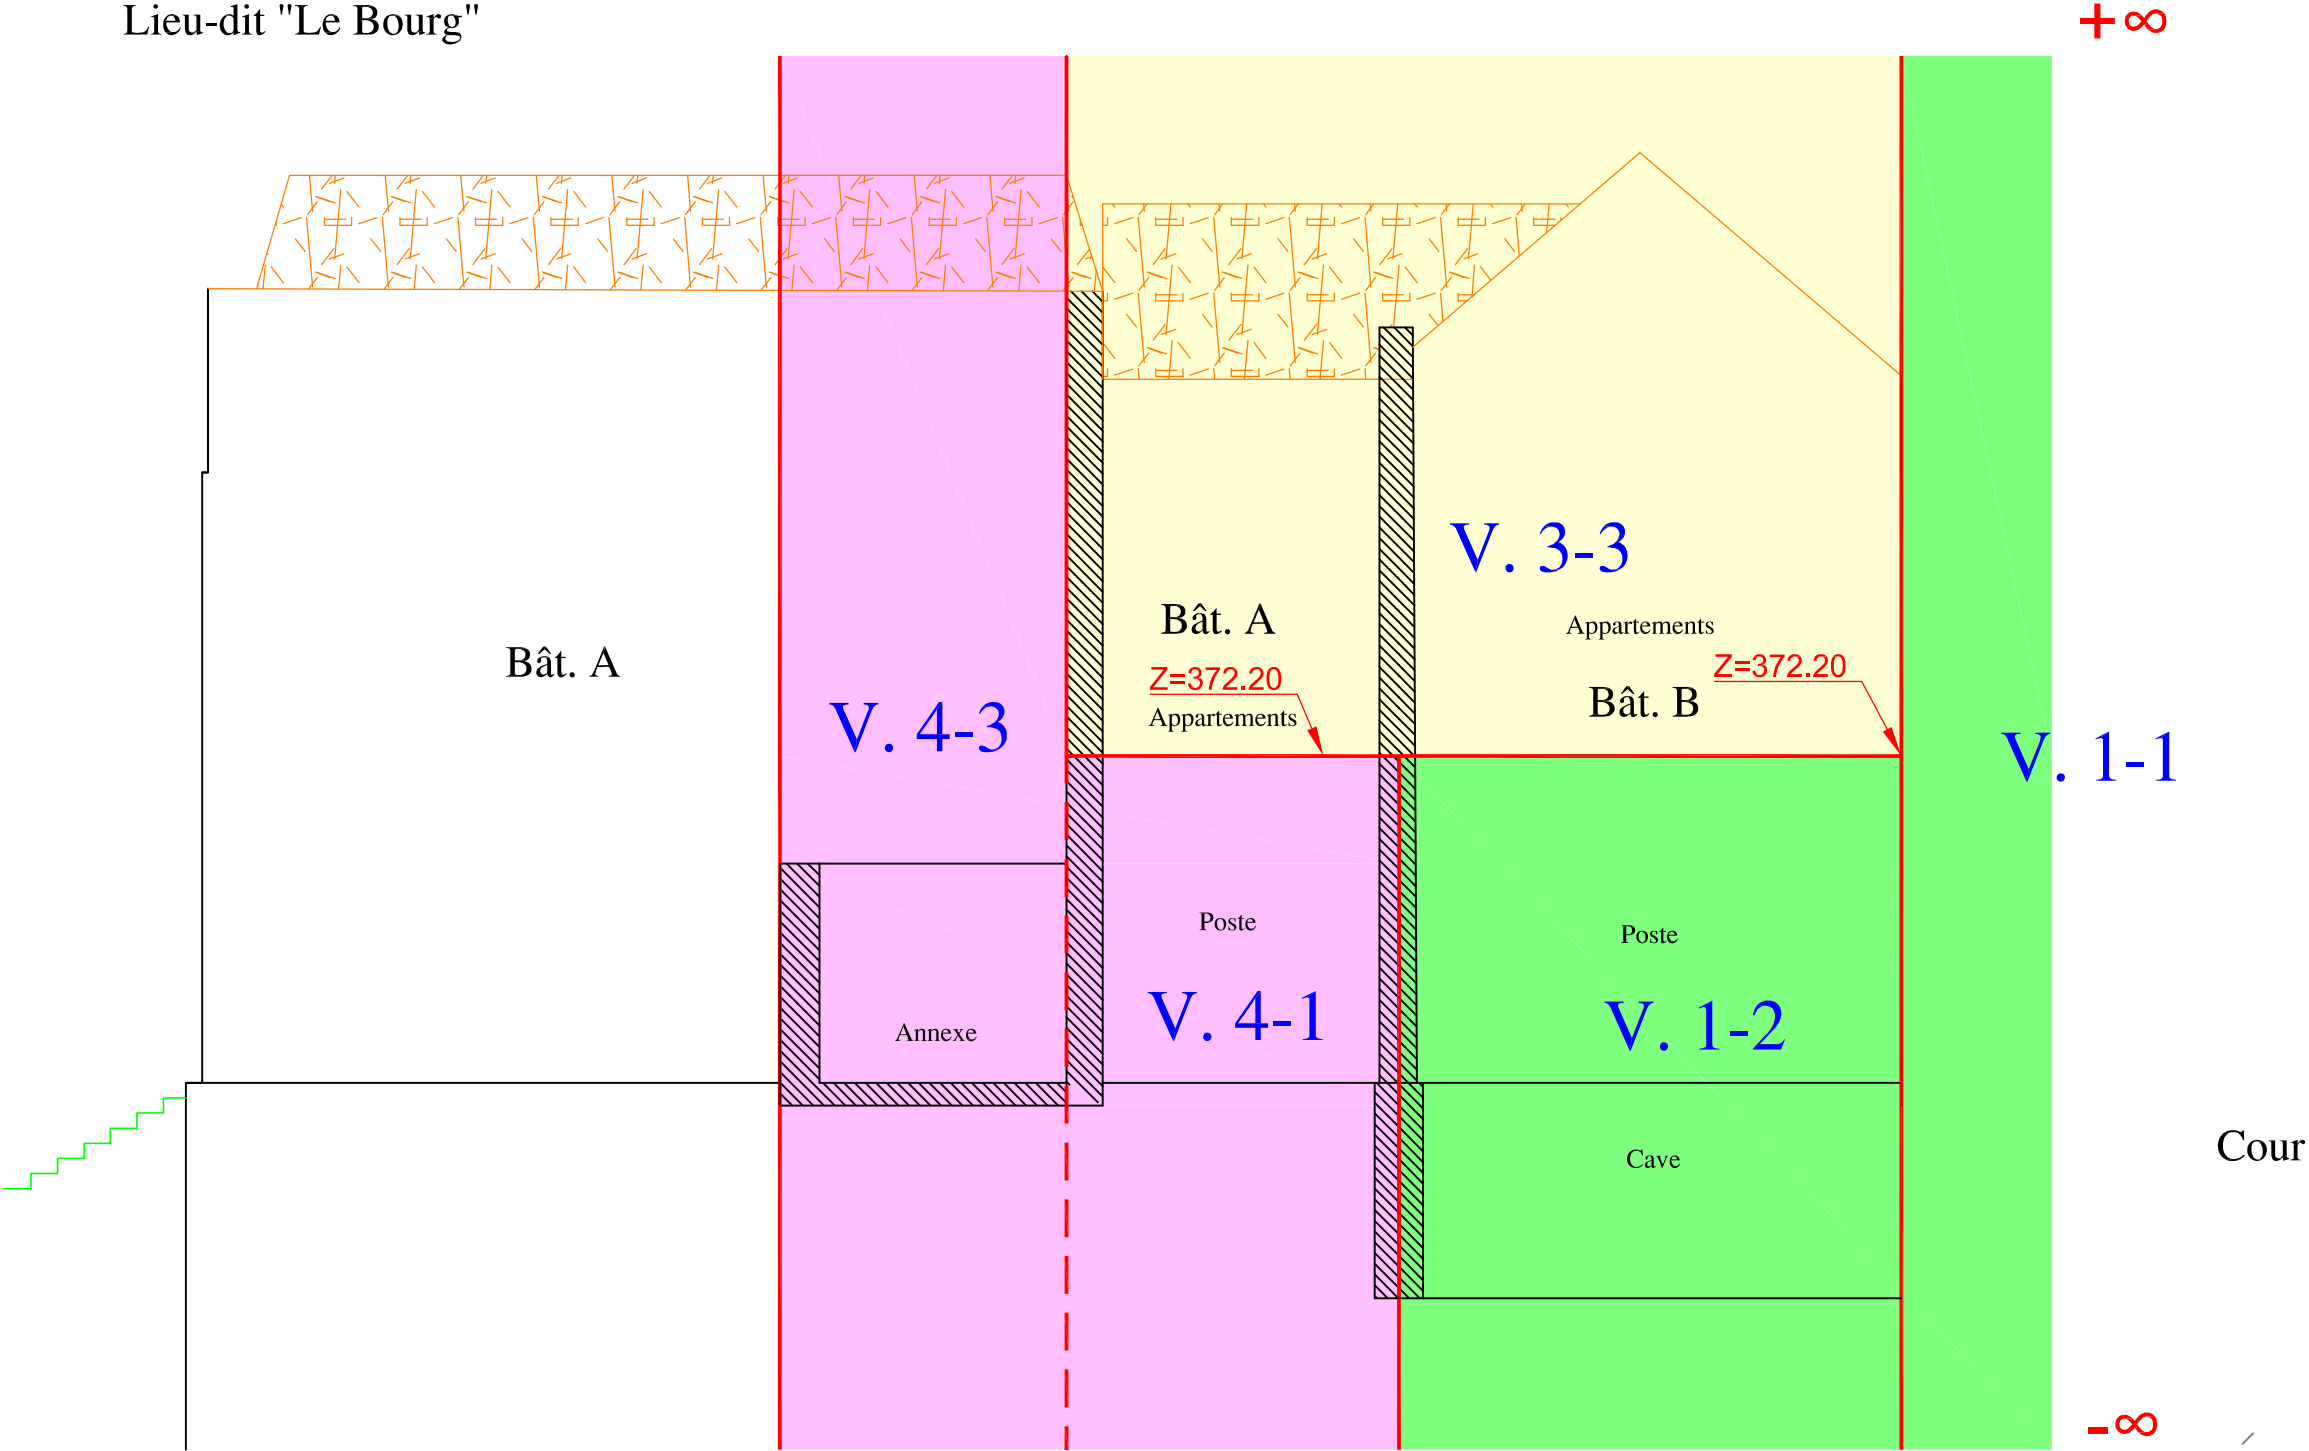 Lieu-dit "Le Bourg"
+∞
V. 3-3
Bât. A
Appartements
Bât. A
Z=372.20
Z=372.20
Appartements
Bât. B
V. 4-3
V. 1-1
Poste
Poste
Annexe
V. 4-1
V. 1-2
Cave
Cour
-∞